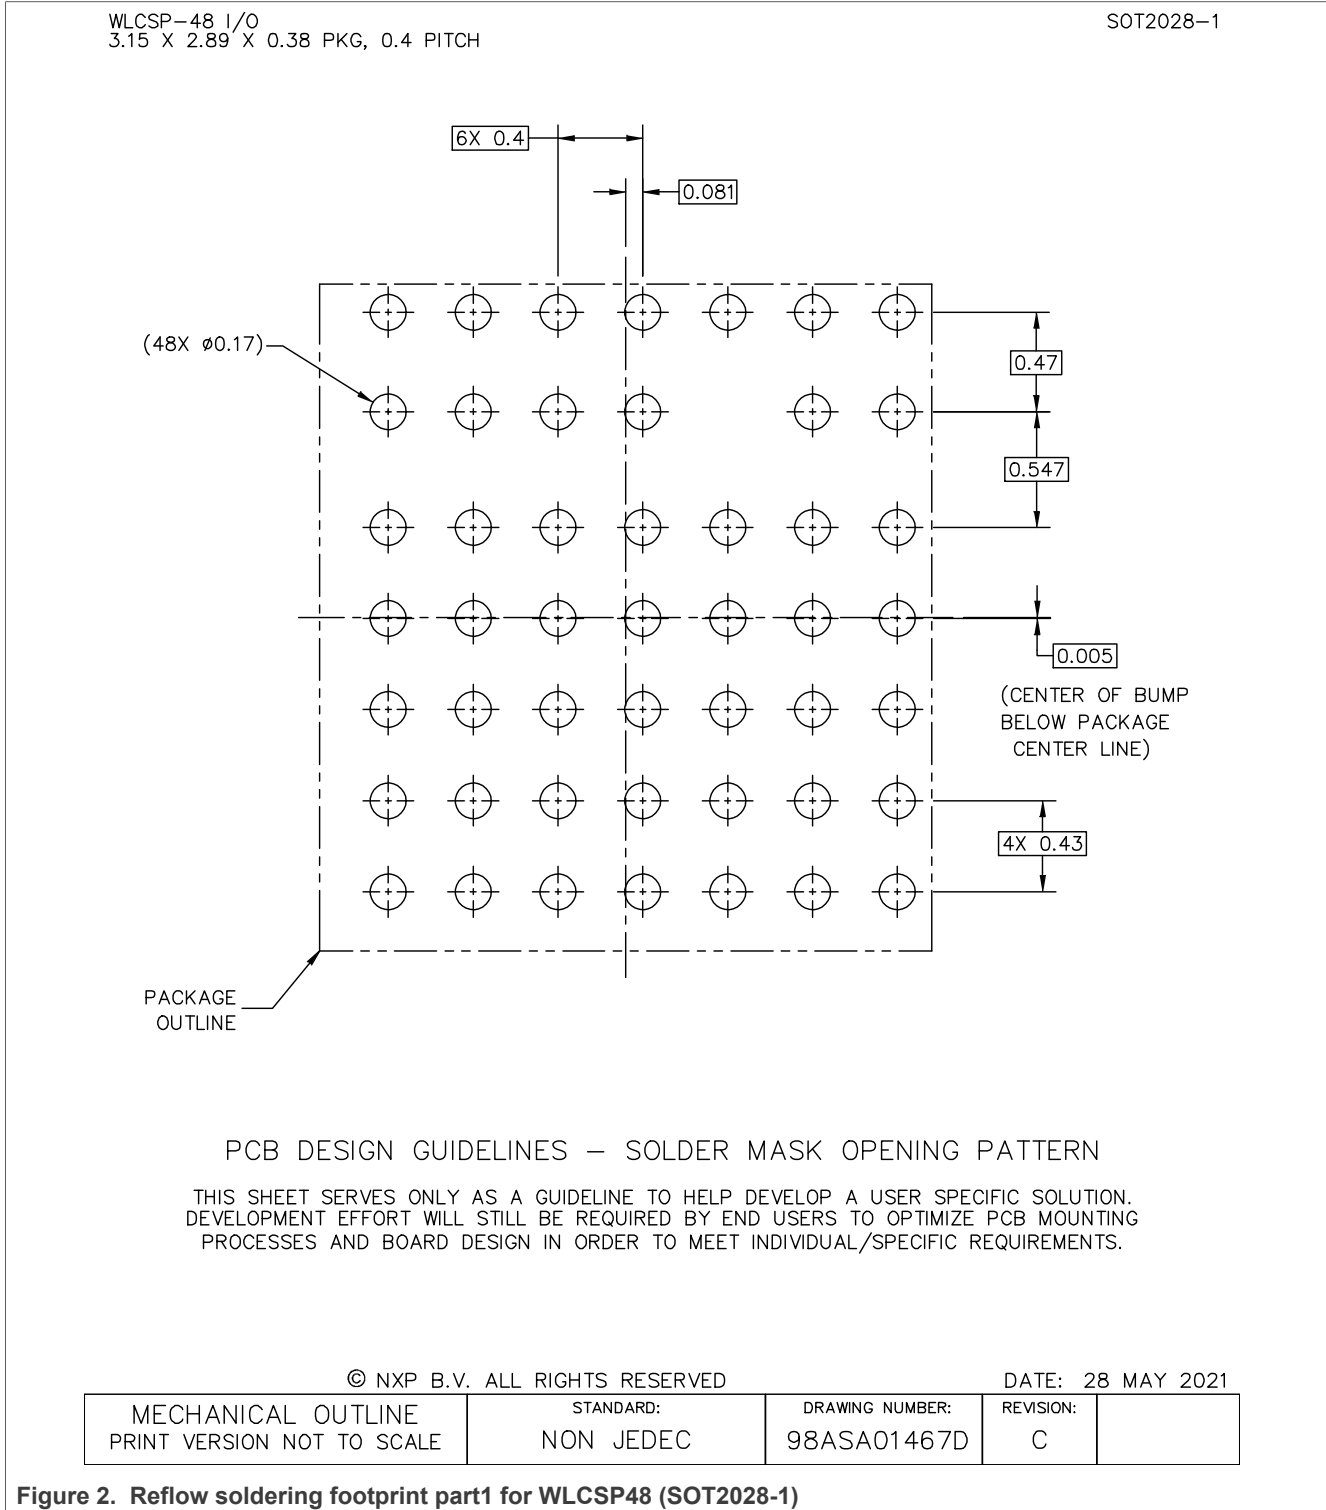 WLCSP-48 I/O
3.15 X 2.89 X 0.38 PKG, 0.4 PITCH
SOT2028-1
6X 0.4
0.081
(48X ⌀0.17)
0.47
0.547
0.005
(CENTER OF BUMP
BELOW PACKAGE
CENTER LINE)
4X 0.43
PACKAGE
OUTLINE
PCB DESIGN GUIDELINES – SOLDER MASK OPENING PATTERN
THIS SHEET SERVES ONLY AS A GUIDELINE TO HELP DEVELOP A USER SPECIFIC SOLUTION.
DEVELOPMENT EFFORT WILL STILL BE REQUIRED BY END USERS TO OPTIMIZE PCB MOUNTING
PROCESSES AND BOARD DESIGN IN ORDER TO MEET INDIVIDUAL/SPECIFIC REQUIREMENTS.
© NXP B.V. ALL RIGHTS RESERVED
DATE: 28 MAY 2021
MECHANICAL OUTLINE
PRINT VERSION NOT TO SCALE
STANDARD:
NON JEDEC
DRAWING NUMBER:
98ASA01467D
REVISION:
C
Figure 2. Reflow soldering footprint part1 for WLCSP48 (SOT2028-1)